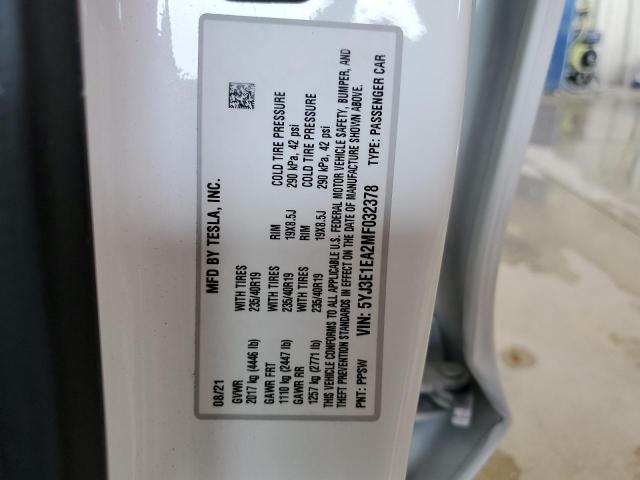 MFD BY TESLA, INC.
08/21
GVWR WITH TIRES RIM COLD TIRE PRESSURE
2017 kg (4446 lb) 235/40R19 19X8.5J 290 kPa, 42 psi
GAWR FRT WITH TIRES RIM COLD TIRE PRESSURE
1110 kg (2447 lb) 235/40R19 19X8.5J 290 kPa, 42 psi
GAWR RR WITH TIRES
1257 kg (2771 lb) 235/40R19
THIS VEHICLE CONFORMS TO ALL APPLICABLE U.S. FEDERAL MOTOR VEHICLE SAFETY, BUMPER, AND
THEFT PREVENTION STANDARDS IN EFFECT ON THE DATE OF MANUFACTURE SHOWN ABOVE.
VIN: 5YJ3E1EA2MF032378 TYPE: PASSENGER CAR
PNT: PPSW